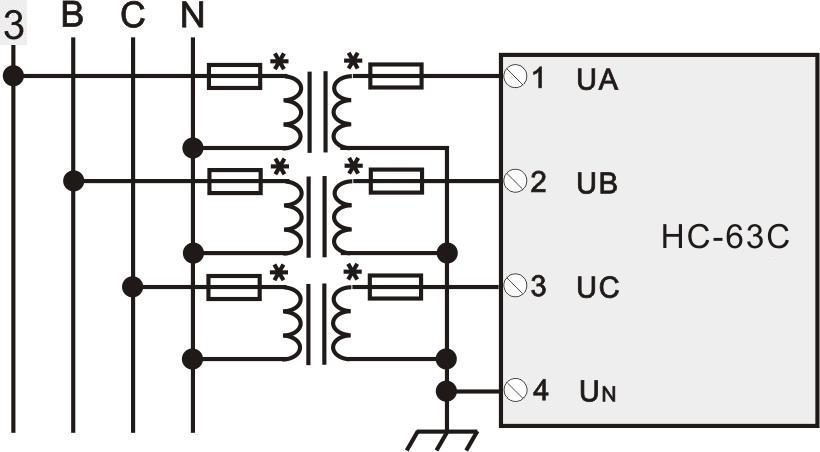 3 B C N
* *
1 UA
* *
2 UB
HC-63C
* *
3 UC
4 UN